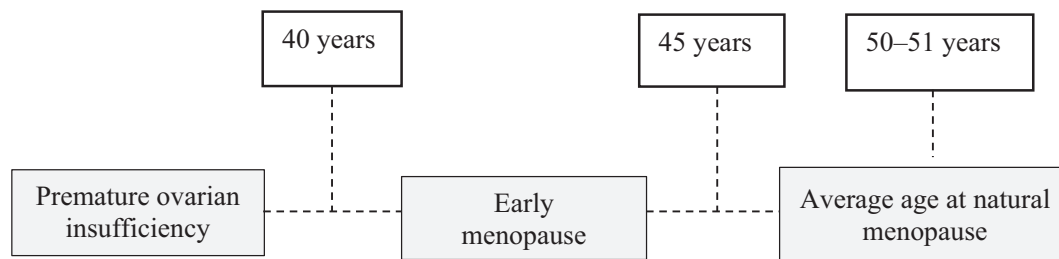 40 years
45 years
50–51 years
Premature ovarian
insufficiency
Early
menopause
Average age at natural
menopause